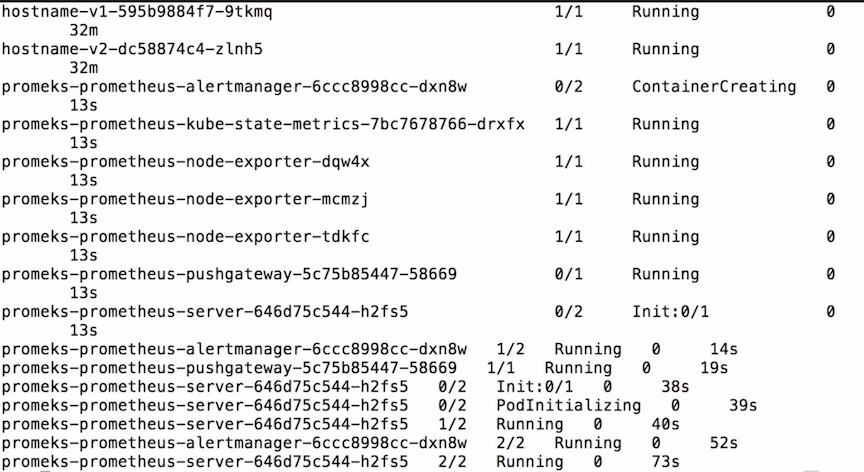 hostname-v1-595b9884f7-9tkmq 1/1 Running 0
32m
hostname-v2-dc58874c4-zlnh5 1/1 Running 0
32m
promeks-prometheus-alertmanager-6ccc8998cc-dxn8w 0/2 ContainerCreating 0
13s
promeks-prometheus-kube-state-metrics-7bc7678766-drxfx 1/1 Running 0
13s
promeks-prometheus-node-exporter-dqw4x 1/1 Running 0
13s
promeks-prometheus-node-exporter-mcmzj 1/1 Running 0
13s
promeks-prometheus-node-exporter-tdkfc 1/1 Running 0
13s
promeks-prometheus-pushgateway-5c75b85447-58669 0/1 Running 0
13s
promeks-prometheus-server-646d75c544-h2fs5 0/2 Init:0/1 0
13s
promeks-prometheus-alertmanager-6ccc8998cc-dxn8w 1/2 Running 0 14s
promeks-prometheus-pushgateway-5c75b85447-58669 1/1 Running 0 19s
promeks-prometheus-server-646d75c544-h2fs5 0/2 Init:0/1 0 38s
promeks-prometheus-server-646d75c544-h2fs5 0/2 PodInitializing 0 39s
promeks-prometheus-server-646d75c544-h2fs5 1/2 Running 0 40s
promeks-prometheus-alertmanager-6ccc8998cc-dxn8w 2/2 Running 0 52s
promeks-prometheus-server-646d75c544-h2fs5 2/2 Running 0 73s